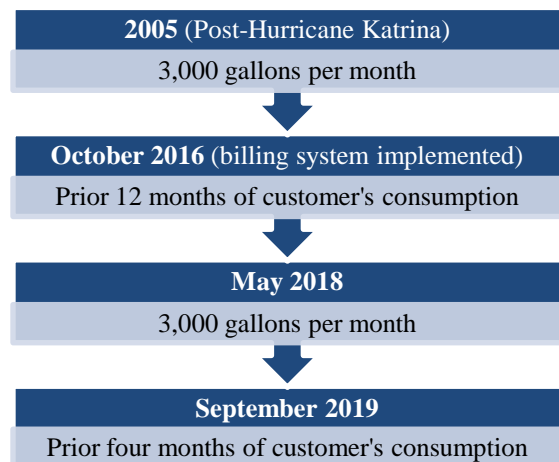 2005 (Post-Hurricane Katrina)
3,000 gallons per month
October 2016 (billing system implemented)
Prior 12 months of customer's consumption
May 2018
3,000 gallons per month
September 2019
Prior four months of customer's consumption